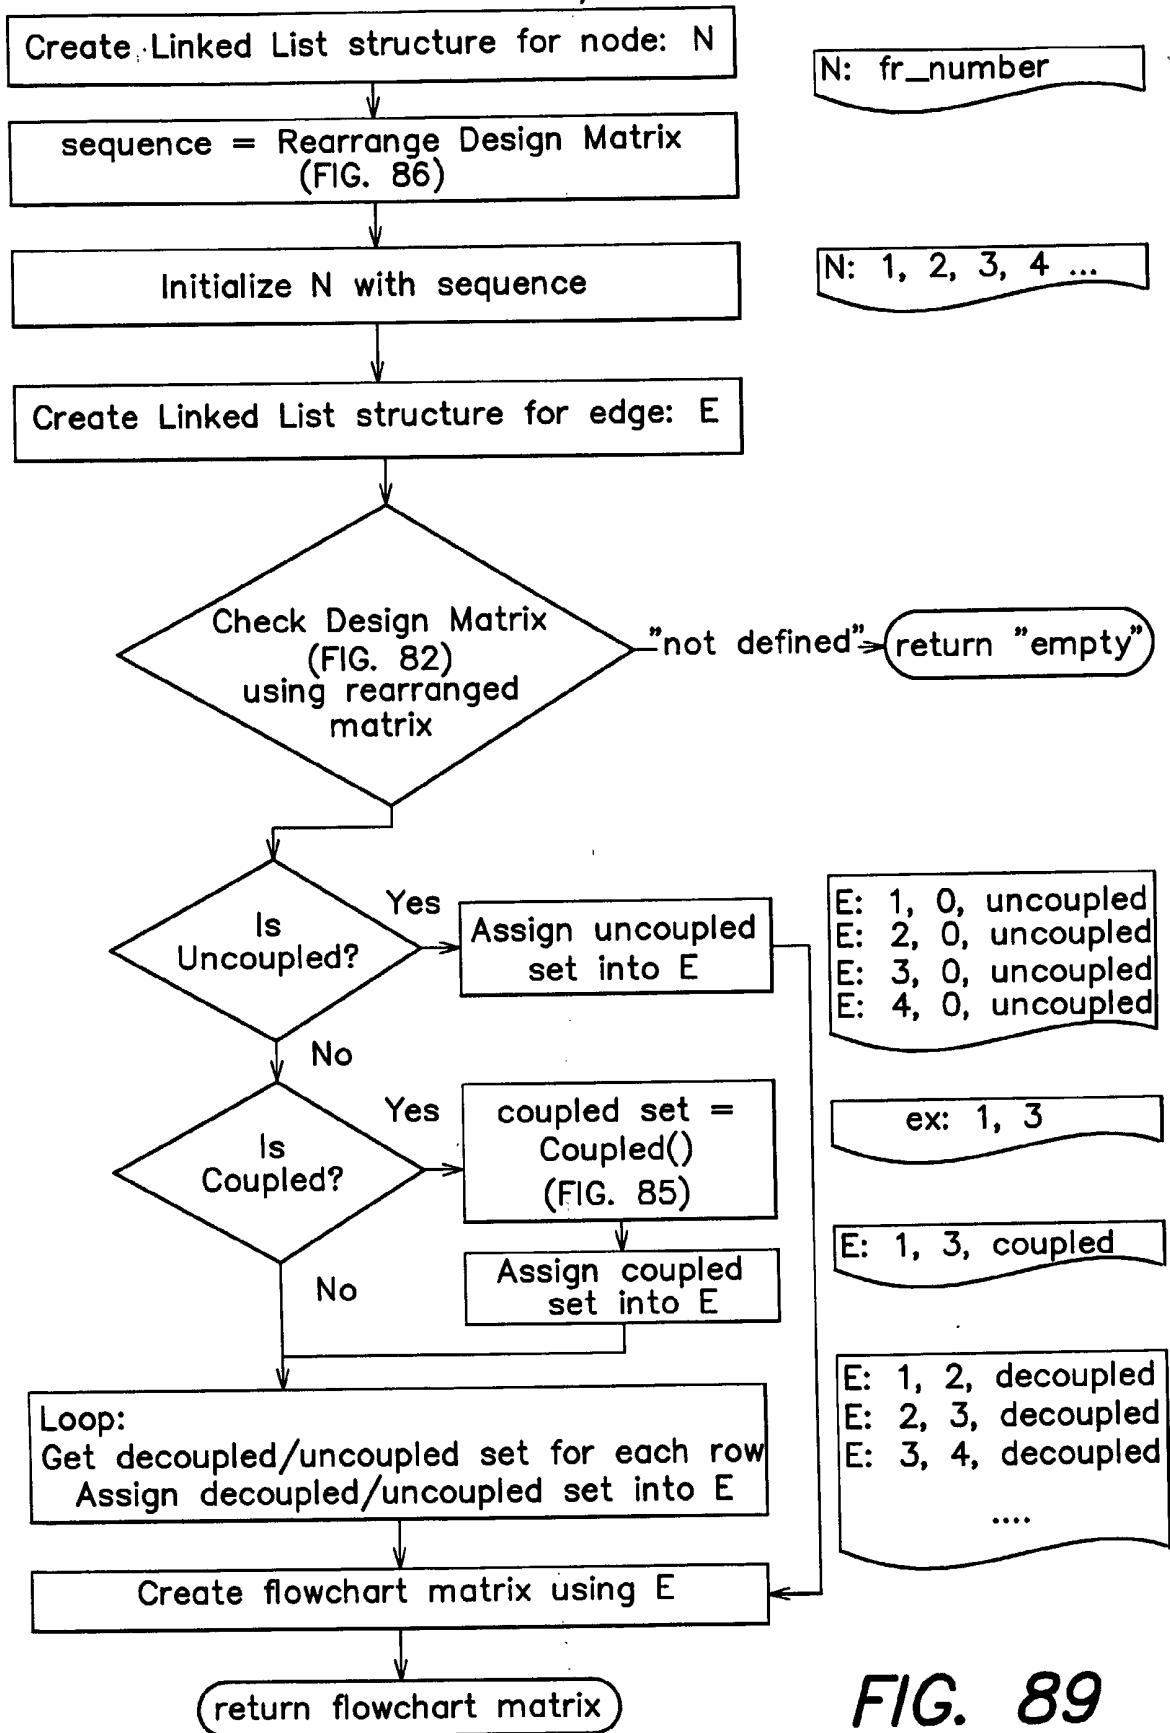 Create Linked List structure for node: N
N: fr_number
sequence = Rearrange Design Matrix
(FIG. 86)
Initialize N with sequence
N: 1, 2, 3, 4 ...
Create Linked List structure for edge: E
Check Design Matrix
(FIG. 82)
using rearranged
matrix
"not defined"
return "empty"
Is
Uncoupled?
Yes
Assign uncoupled
set into E
E: 1, 0, uncoupled
E: 2, 0, uncoupled
E: 3, 0, uncoupled
E: 4, 0, uncoupled
No
Is
Coupled?
Yes
coupled set =
Coupled()
(FIG. 85)
ex: 1, 3
No
Assign coupled
set into E
E: 1, 3, coupled
Loop:
Get decoupled/uncoupled set for each row
Assign decoupled/uncoupled set into E
E: 1, 2, decoupled
E: 2, 3, decoupled
E: 3, 4, decoupled
....
Create flowchart matrix using E
return flowchart matrix
FIG. 89